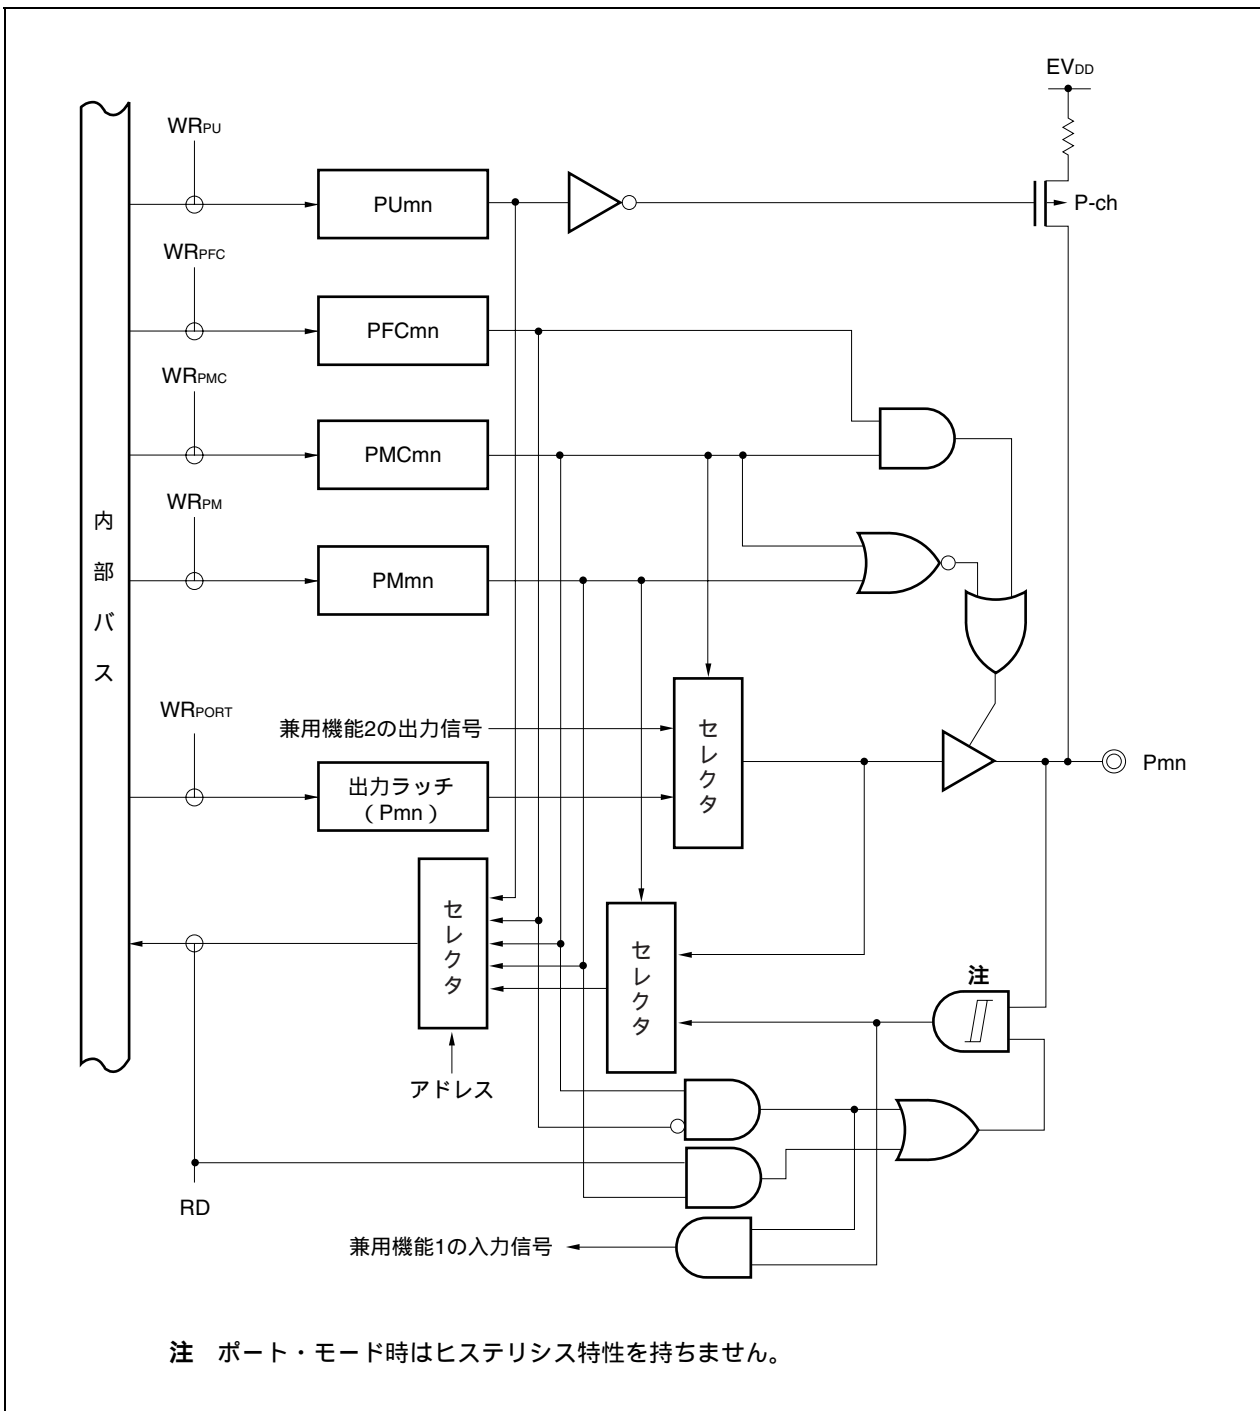 EVDD
WRPU
PUmn
P-ch
WRPFC
PFCmn
WRPMC
PMCmn
WRPM
PMmn
内部バス
WRPORT
兼用機能2の出力信号
セレクタ
出力ラッチ
（Pmn）
Pmn
セレクタ
セレクタ
注
アドレス
RD
兼用機能1の入力信号
注 ポート・モード時はヒステリシス特性を持ちません。